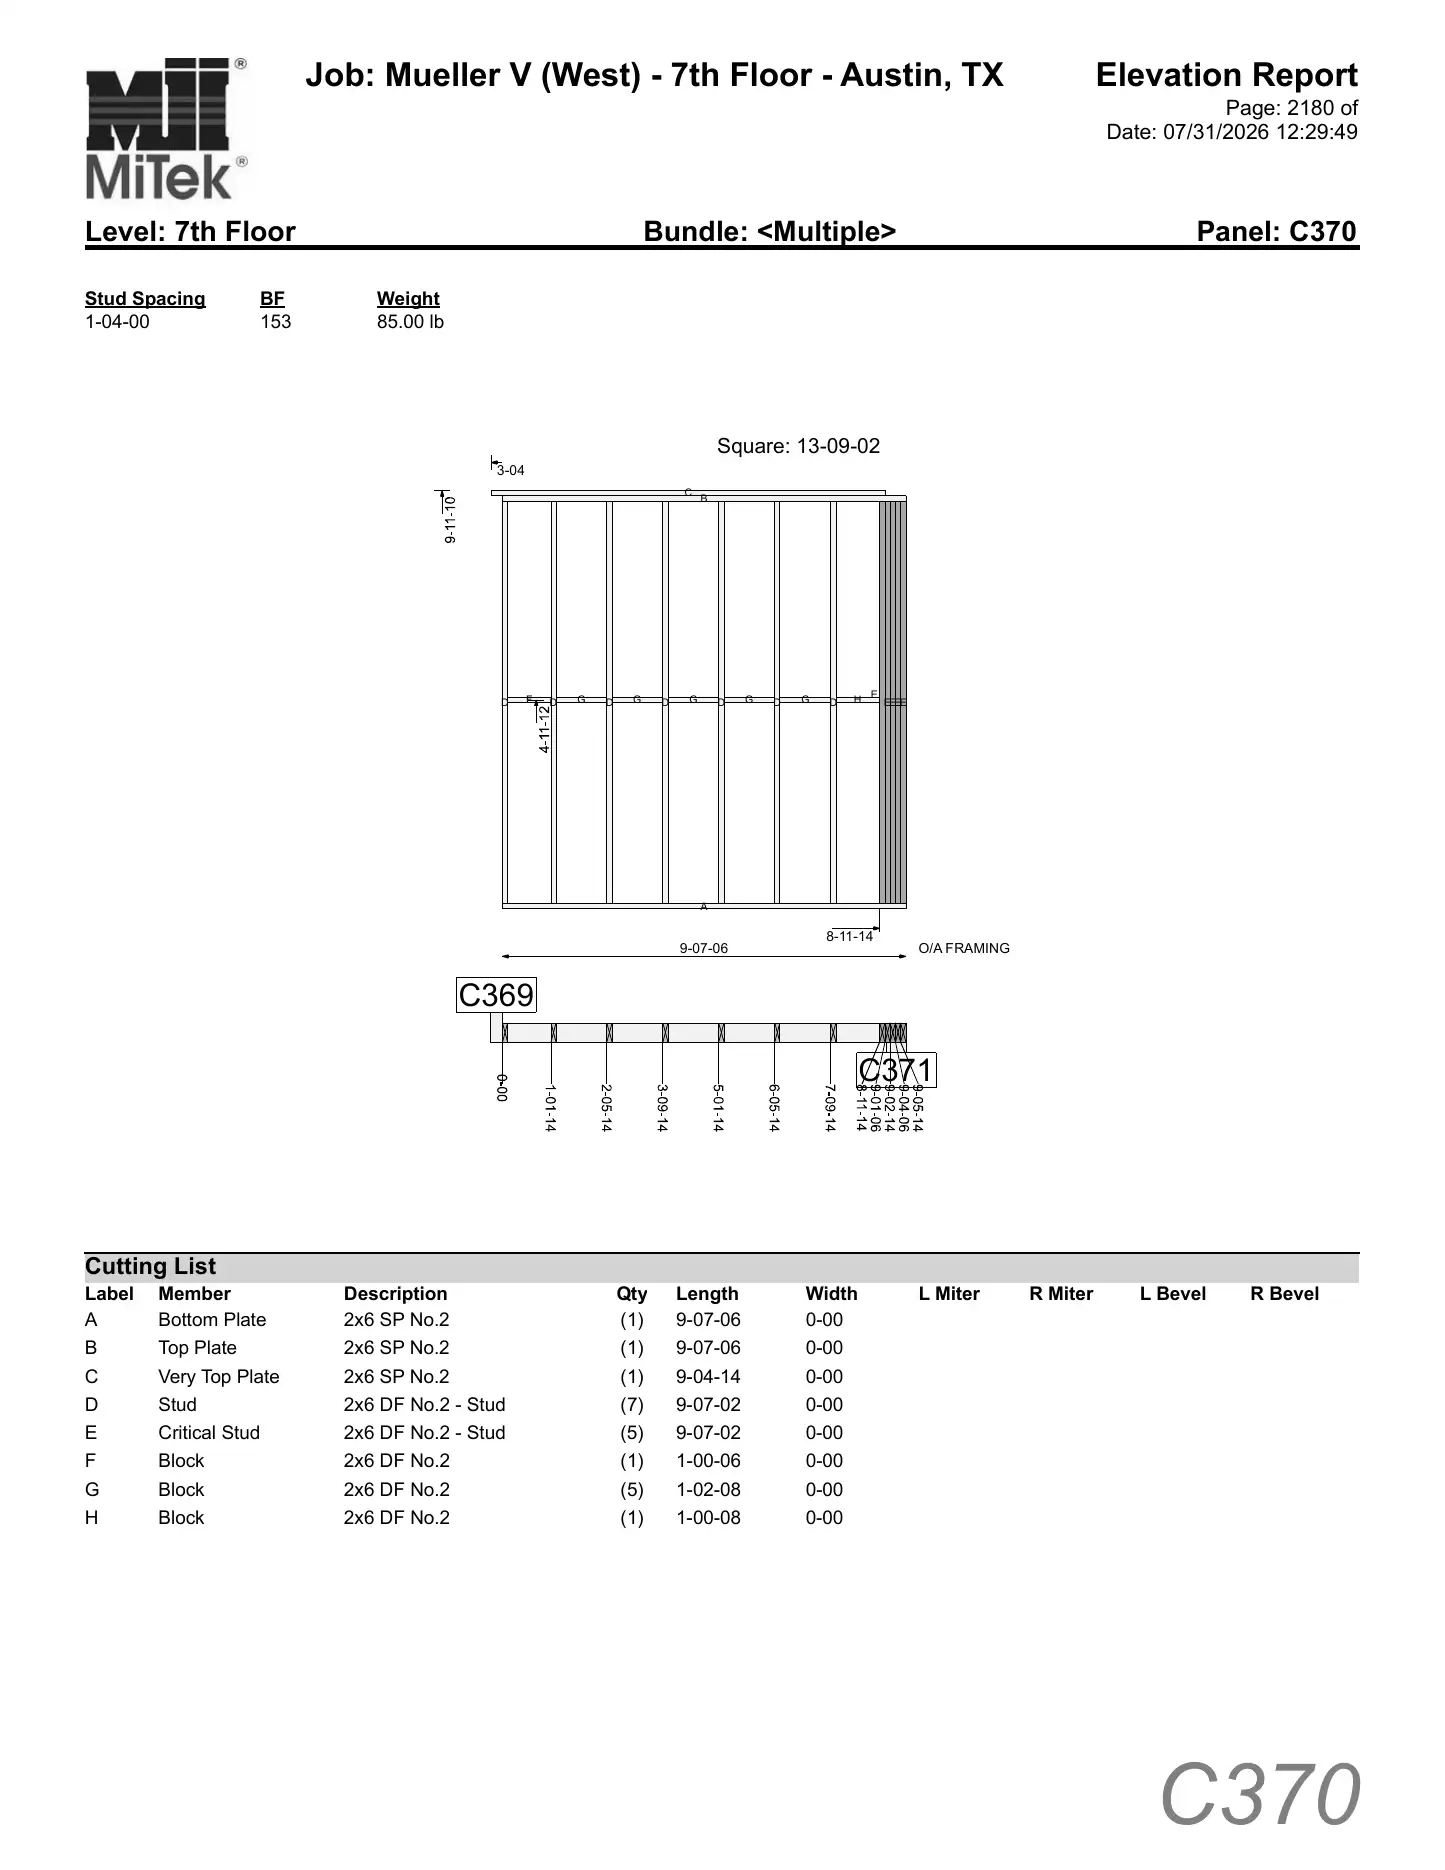 Job: Mueller V (West) - 7th Floor - Austin, TX
Elevation Report
Page: 2180 of
Date: 07/31/2026 12:29:49
MiTek®
Level: 7th Floor Bundle: <Multiple> Panel: C370
Stud Spacing BF Weight
1-04-00 153 85.00 lb
Square: 13-09-02
3-04
9-11-10
C
B
F G G G G G H E
4-11-12
A
8-11-14
9-07-06 O/A FRAMING
C369
C371
0-00 1-01-14 2-05-14 3-09-14 5-01-14 6-05-14 7-09-14 8-11-14 9-01-06 9-02-14 9-04-06 9-05-14
Cutting List
Label Member Description Qty Length Width L Miter R Miter L Bevel R Bevel
A Bottom Plate 2x6 SP No.2 (1) 9-07-06 0-00
B Top Plate 2x6 SP No.2 (1) 9-07-06 0-00
C Very Top Plate 2x6 SP No.2 (1) 9-04-14 0-00
D Stud 2x6 DF No.2 - Stud (7) 9-07-02 0-00
E Critical Stud 2x6 DF No.2 - Stud (5) 9-07-02 0-00
F Block 2x6 DF No.2 (1) 1-00-06 0-00
G Block 2x6 DF No.2 (5) 1-02-08 0-00
H Block 2x6 DF No.2 (1) 1-00-08 0-00
C370